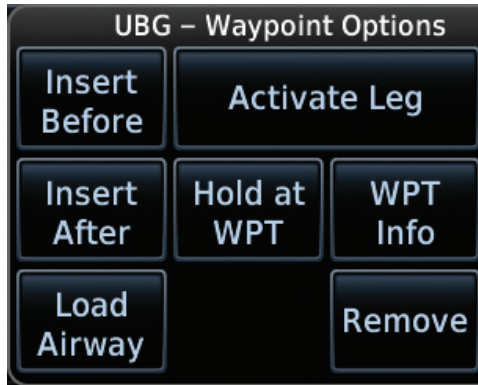 UBG – Waypoint Options
Insert
Before
Activate Leg
Insert
After
Hold at
WPT
WPT
Info
Load
Airway
Remove